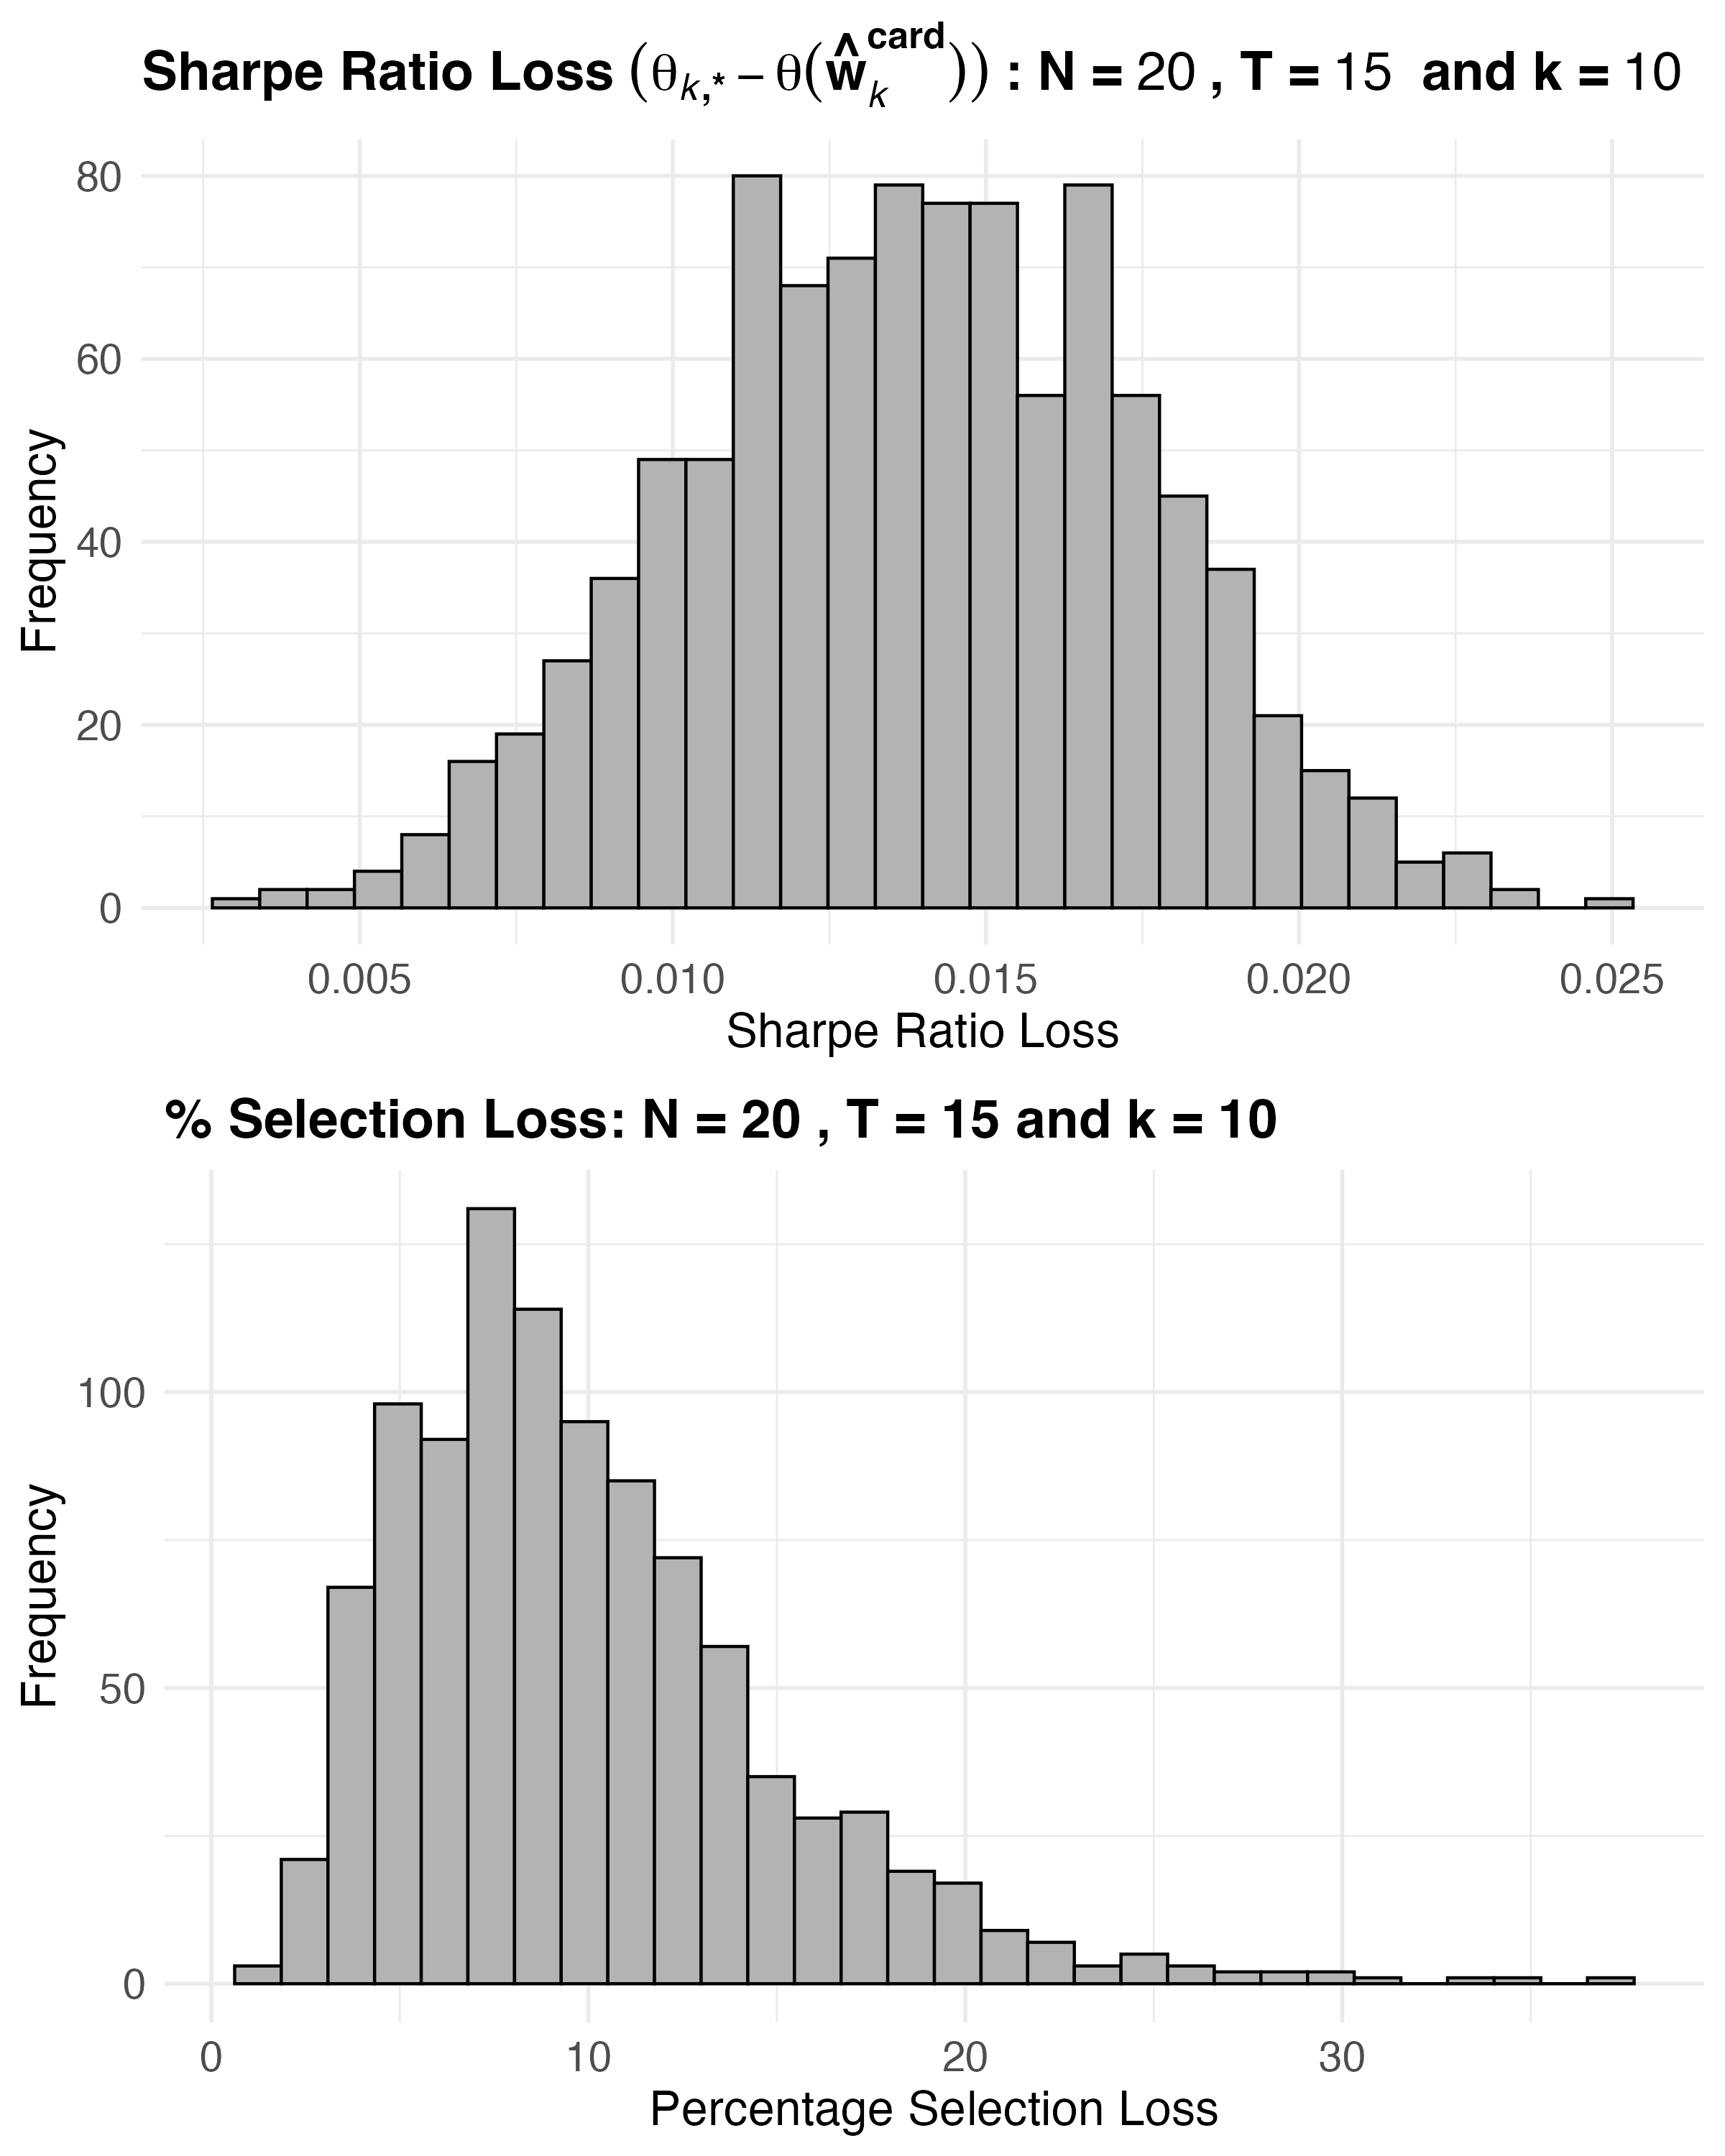 Sharpe Ratio Loss (θk,* − θ(ŵk^card)) : N = 20 , T = 15 and k = 10
80
60
40
20
0
Frequency
0.005 0.010 0.015 0.020 0.025
Sharpe Ratio Loss
% Selection Loss: N = 20 , T = 15 and k = 10
100
50
0
Frequency
0 10 20 30
Percentage Selection Loss